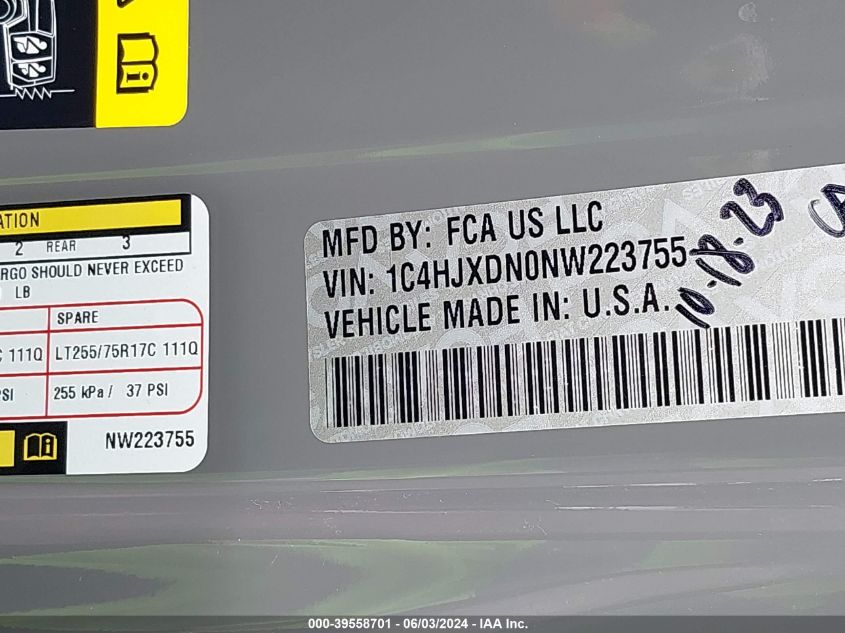 ATION
2 REAR 3
RGO SHOULD NEVER EXCEED
LB
SPARE
C 111Q LT255/75R17C 111Q
PSI 255 kPa / 37 PSI
NW223755
MFD BY: FCA US LLC
VIN: 1C4HJXDN0NW223755
VEHICLE MADE IN: U.S.A.
10-18-23
CA
000-39558701 - 06/03/2024 - IAA Inc.